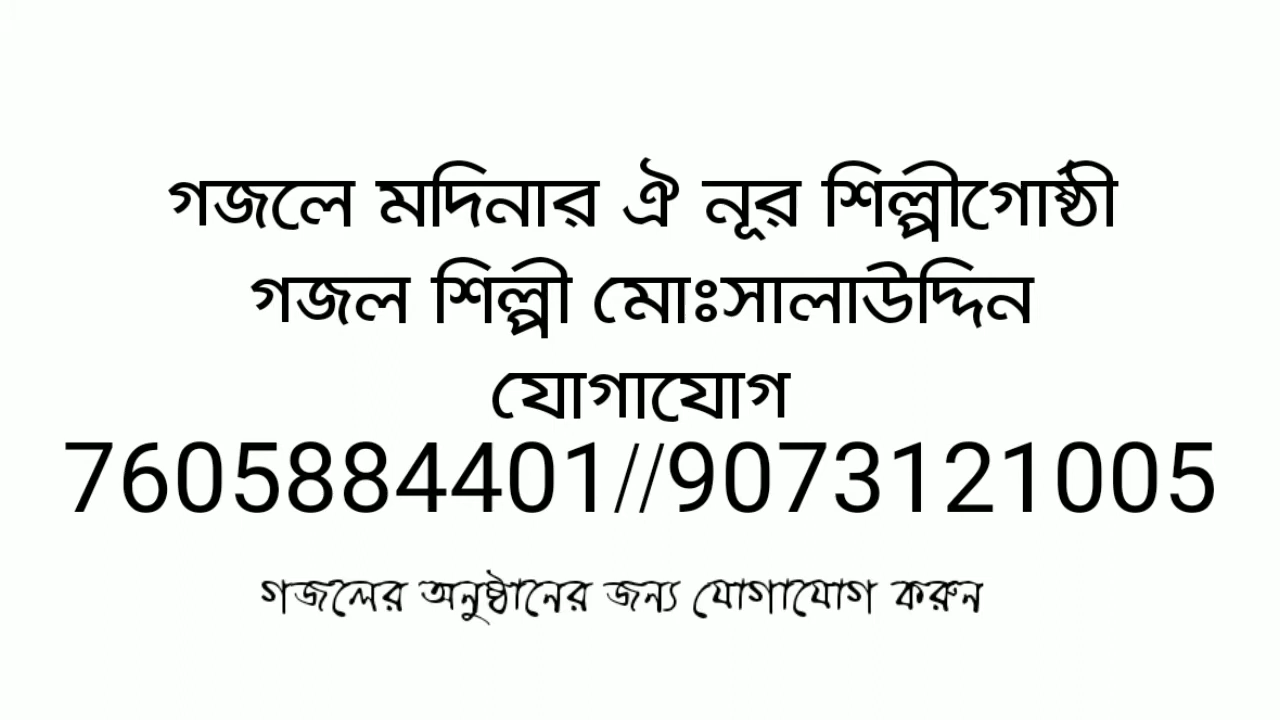 গজলে মদিনার ঐ নূর শিল্পীগোষ্ঠী
গজল শিল্পী মোঃসালাউদ্দিন
যোগাযোগ
7605884401//9073121005
গজলের অনুষ্ঠানের জন্য যোগাযোগ করুন